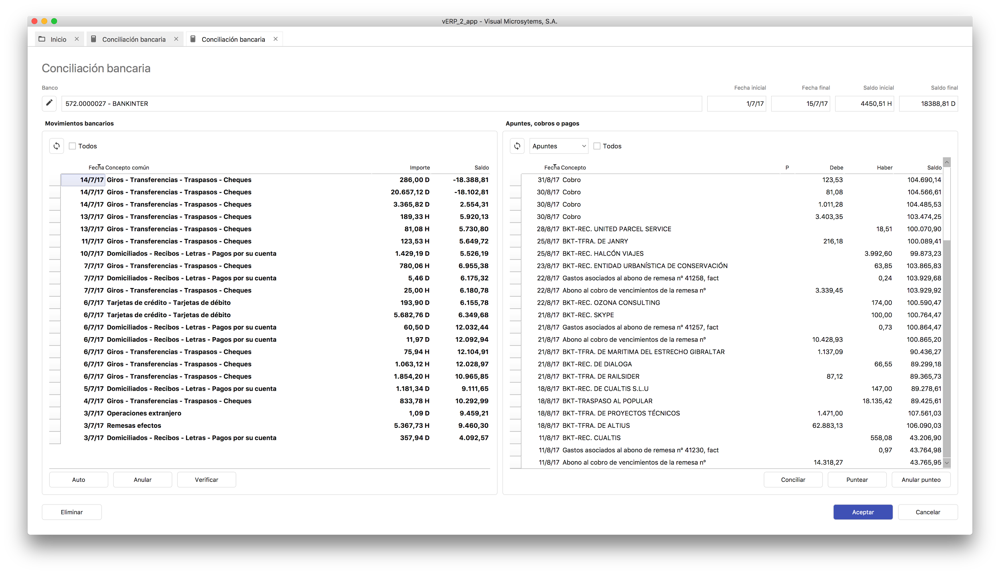 vERP_2_app - Visual Microsytems, S.A.
Inicio Conciliación bancaria Conciliación bancaria
Conciliación bancaria
Banco Fecha inicial Fecha final Saldo inicial Saldo final
572.0000027 - BANKINTER 1/7/17 15/7/17 4450,51 H 18388,81 D
Movimientos bancarios
Todos
Fecha Concepto común Importe Saldo
14/7/17 Giros - Transferencias - Traspasos - Cheques 286,00 D -18.388,81
14/7/17 Giros - Transferencias - Traspasos - Cheques 20.657,12 D -18.102,81
14/7/17 Giros - Transferencias - Traspasos - Cheques 3.365,82 D 2.554,31
13/7/17 Giros - Transferencias - Traspasos - Cheques 189,33 H 5.920,13
13/7/17 Giros - Transferencias - Traspasos - Cheques 81,08 H 5.730,80
11/7/17 Giros - Transferencias - Traspasos - Cheques 123,53 H 5.649,72
10/7/17 Domiciliados - Recibos - Letras - Pagos por su cuenta 1.429,19 D 5.526,19
7/7/17 Giros - Transferencias - Traspasos - Cheques 780,06 H 6.955,38
7/7/17 Domiciliados - Recibos - Letras - Pagos por su cuenta 5,46 D 6.175,32
7/7/17 Giros - Transferencias - Traspasos - Cheques 25,00 H 6.180,78
6/7/17 Tarjetas de crédito - Tarjetas de débito 193,90 D 6.155,78
6/7/17 Tarjetas de crédito - Tarjetas de débito 5.682,76 D 6.349,68
6/7/17 Domiciliados - Recibos - Letras - Pagos por su cuenta 60,50 D 12.032,44
6/7/17 Domiciliados - Recibos - Letras - Pagos por su cuenta 11,97 D 12.092,94
6/7/17 Giros - Transferencias - Traspasos - Cheques 75,94 H 12.104,91
6/7/17 Giros - Transferencias - Traspasos - Cheques 1.063,12 H 12.028,97
6/7/17 Giros - Transferencias - Traspasos - Cheques 1.854,20 H 10.965,85
5/7/17 Domiciliados - Recibos - Letras - Pagos por su cuenta 1.181,34 D 9.111,65
4/7/17 Giros - Transferencias - Traspasos - Cheques 833,78 H 10.292,99
3/7/17 Operaciones extranjero 1,09 D 9.459,21
3/7/17 Remesas efectos 5.367,73 H 9.460,30
3/7/17 Domiciliados - Recibos - Letras - Pagos por su cuenta 357,94 D 4.092,57
Auto Anular Verificar
Apuntes, cobros o pagos
Apuntes Todos
Fecha Concepto P Debe Haber Saldo
31/8/17 Cobro 123,53 104.690,14
30/8/17 Cobro 81,08 104.566,61
30/8/17 Cobro 1.011,28 104.485,53
30/8/17 Cobro 3.403,35 103.474,25
28/8/17 BKT-REC. UNITED PARCEL SERVICE 18,51 100.070,90
25/8/17 BKT-TFRA. DE JANRY 216,18 100.089,41
25/8/17 BKT-REC. HALCÓN VIAJES 3.992,60 99.873,23
23/8/17 BKT-REC. ENTIDAD URBANÍSTICA DE CONSERVACIÓN 63,85 103.865,83
22/8/17 Gastos asociados al abono de remesa nº 41258, fact 0,24 103.929,68
22/8/17 Abono al cobro de vencimientos de la remesa nº 3.339,45 103.929,92
22/8/17 BKT-REC. OZONA CONSULTING 174,00 100.590,47
21/8/17 BKT-REC. SKYPE 100,00 100.764,47
21/8/17 Gastos asociados al abono de remesa nº 41257, fact 0,73 100.864,47
21/8/17 Abono al cobro de vencimientos de la remesa nº 10.428,93 100.865,20
21/8/17 BKT-TFRA. DE MARITIMA DEL ESTRECHO GIBRALTAR 1.137,09 90.436,27
21/8/17 BKT-REC. DE DIALOGA 66,55 89.299,18
21/8/17 BKT-TFRA. DE RAILSIDER 87,12 89.365,73
18/8/17 BKT-REC. DE CUALTIS S.L.U 147,00 89.278,61
18/8/17 BKT-TRASPASO AL POPULAR 18.135,42 89.425,61
18/8/17 BKT-TFRA. DE PROYECTOS TÉCNICOS 1.471,00 107.561,03
18/8/17 BKT-TFRA. DE ALTIUS 62.883,13 106.090,03
11/8/17 BKT-REC. CUALTIS 558,08 43.206,90
11/8/17 Gastos asociados al abono de remesa nº 41230, fact 0,97 43.764,98
11/8/17 Abono al cobro de vencimientos de la remesa nº 14.318,27 43.765,95
Conciliar Puntear Anular punteo
Eliminar Aceptar Cancelar